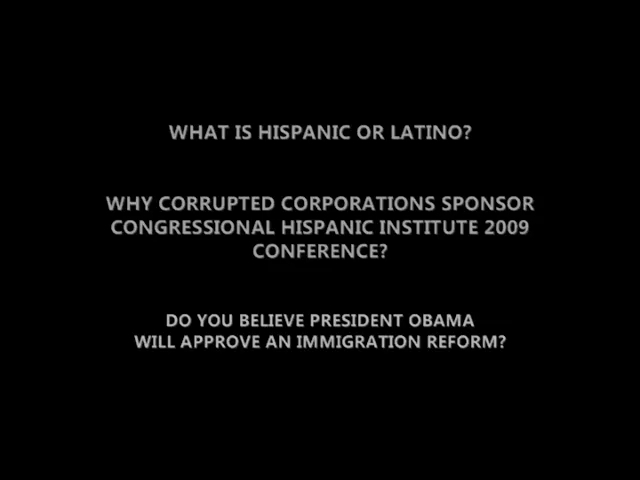 WHAT IS HISPANIC OR LATINO?
WHY CORRUPTED CORPORATIONS SPONSOR
CONGRESSIONAL HISPANIC INSTITUTE 2009
CONFERENCE?
DO YOU BELIEVE PRESIDENT OBAMA
WILL APPROVE AN IMMIGRATION REFORM?